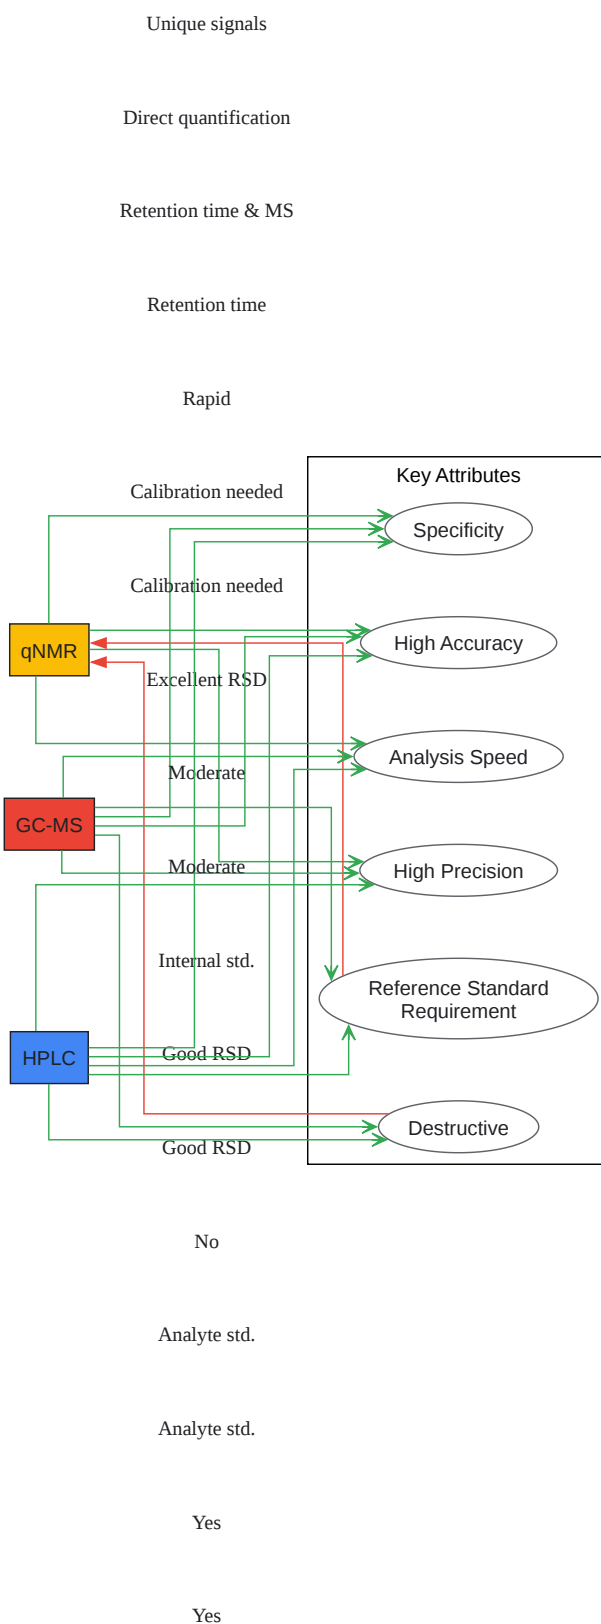 Unique signals
Direct quantification
Retention time & MS
Retention time
Rapid
Key Attributes
Calibration needed
Specificity
Calibration needed
High Accuracy
qNMR
Excellent RSD
Analysis Speed
Moderate
GC-MS
Moderate
High Precision
Internal std.
Reference Standard
Requirement
Good RSD
HPLC
Destructive
Good RSD
No
Analyte std.
Analyte std.
Yes
Yes